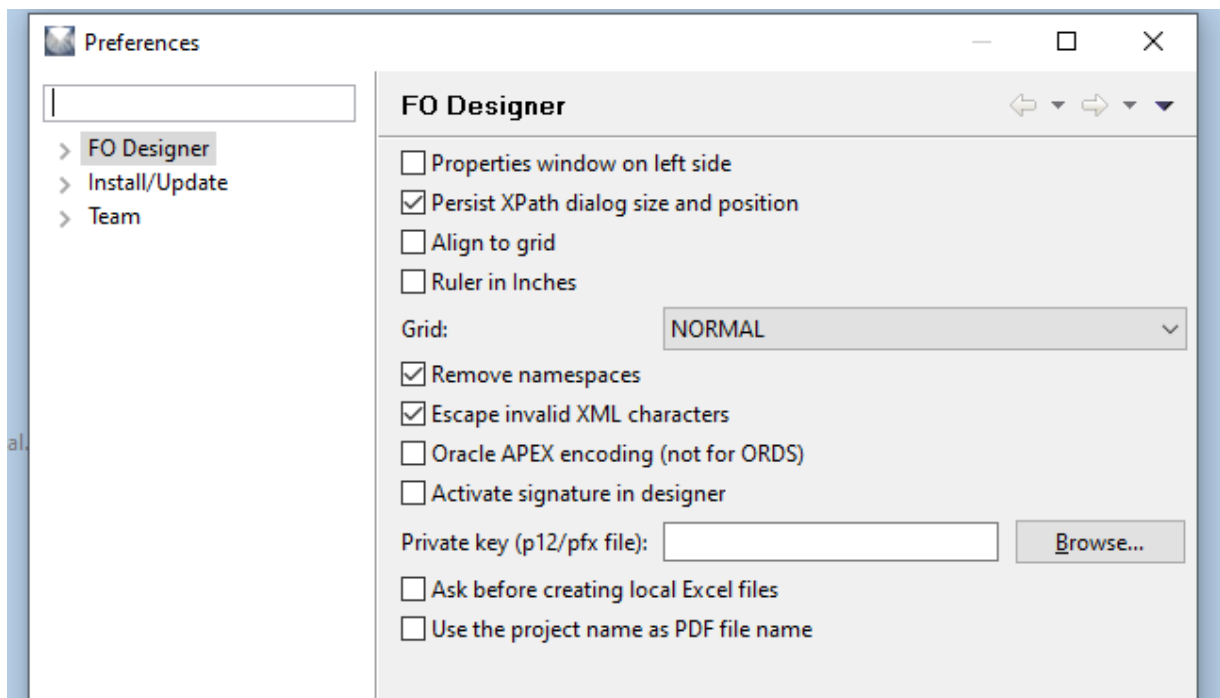 Preferences
FO Designer
Install/Update
Team
FO Designer
Properties window on left side
Persist XPath dialog size and position
Align to grid
Ruler in Inches
Grid: NORMAL
Remove namespaces
Escape invalid XML characters
Oracle APEX encoding (not for ORDS)
Activate signature in designer
Private key (p12/pfx file): Browse...
Ask before creating local Excel files
Use the project name as PDF file name
al.